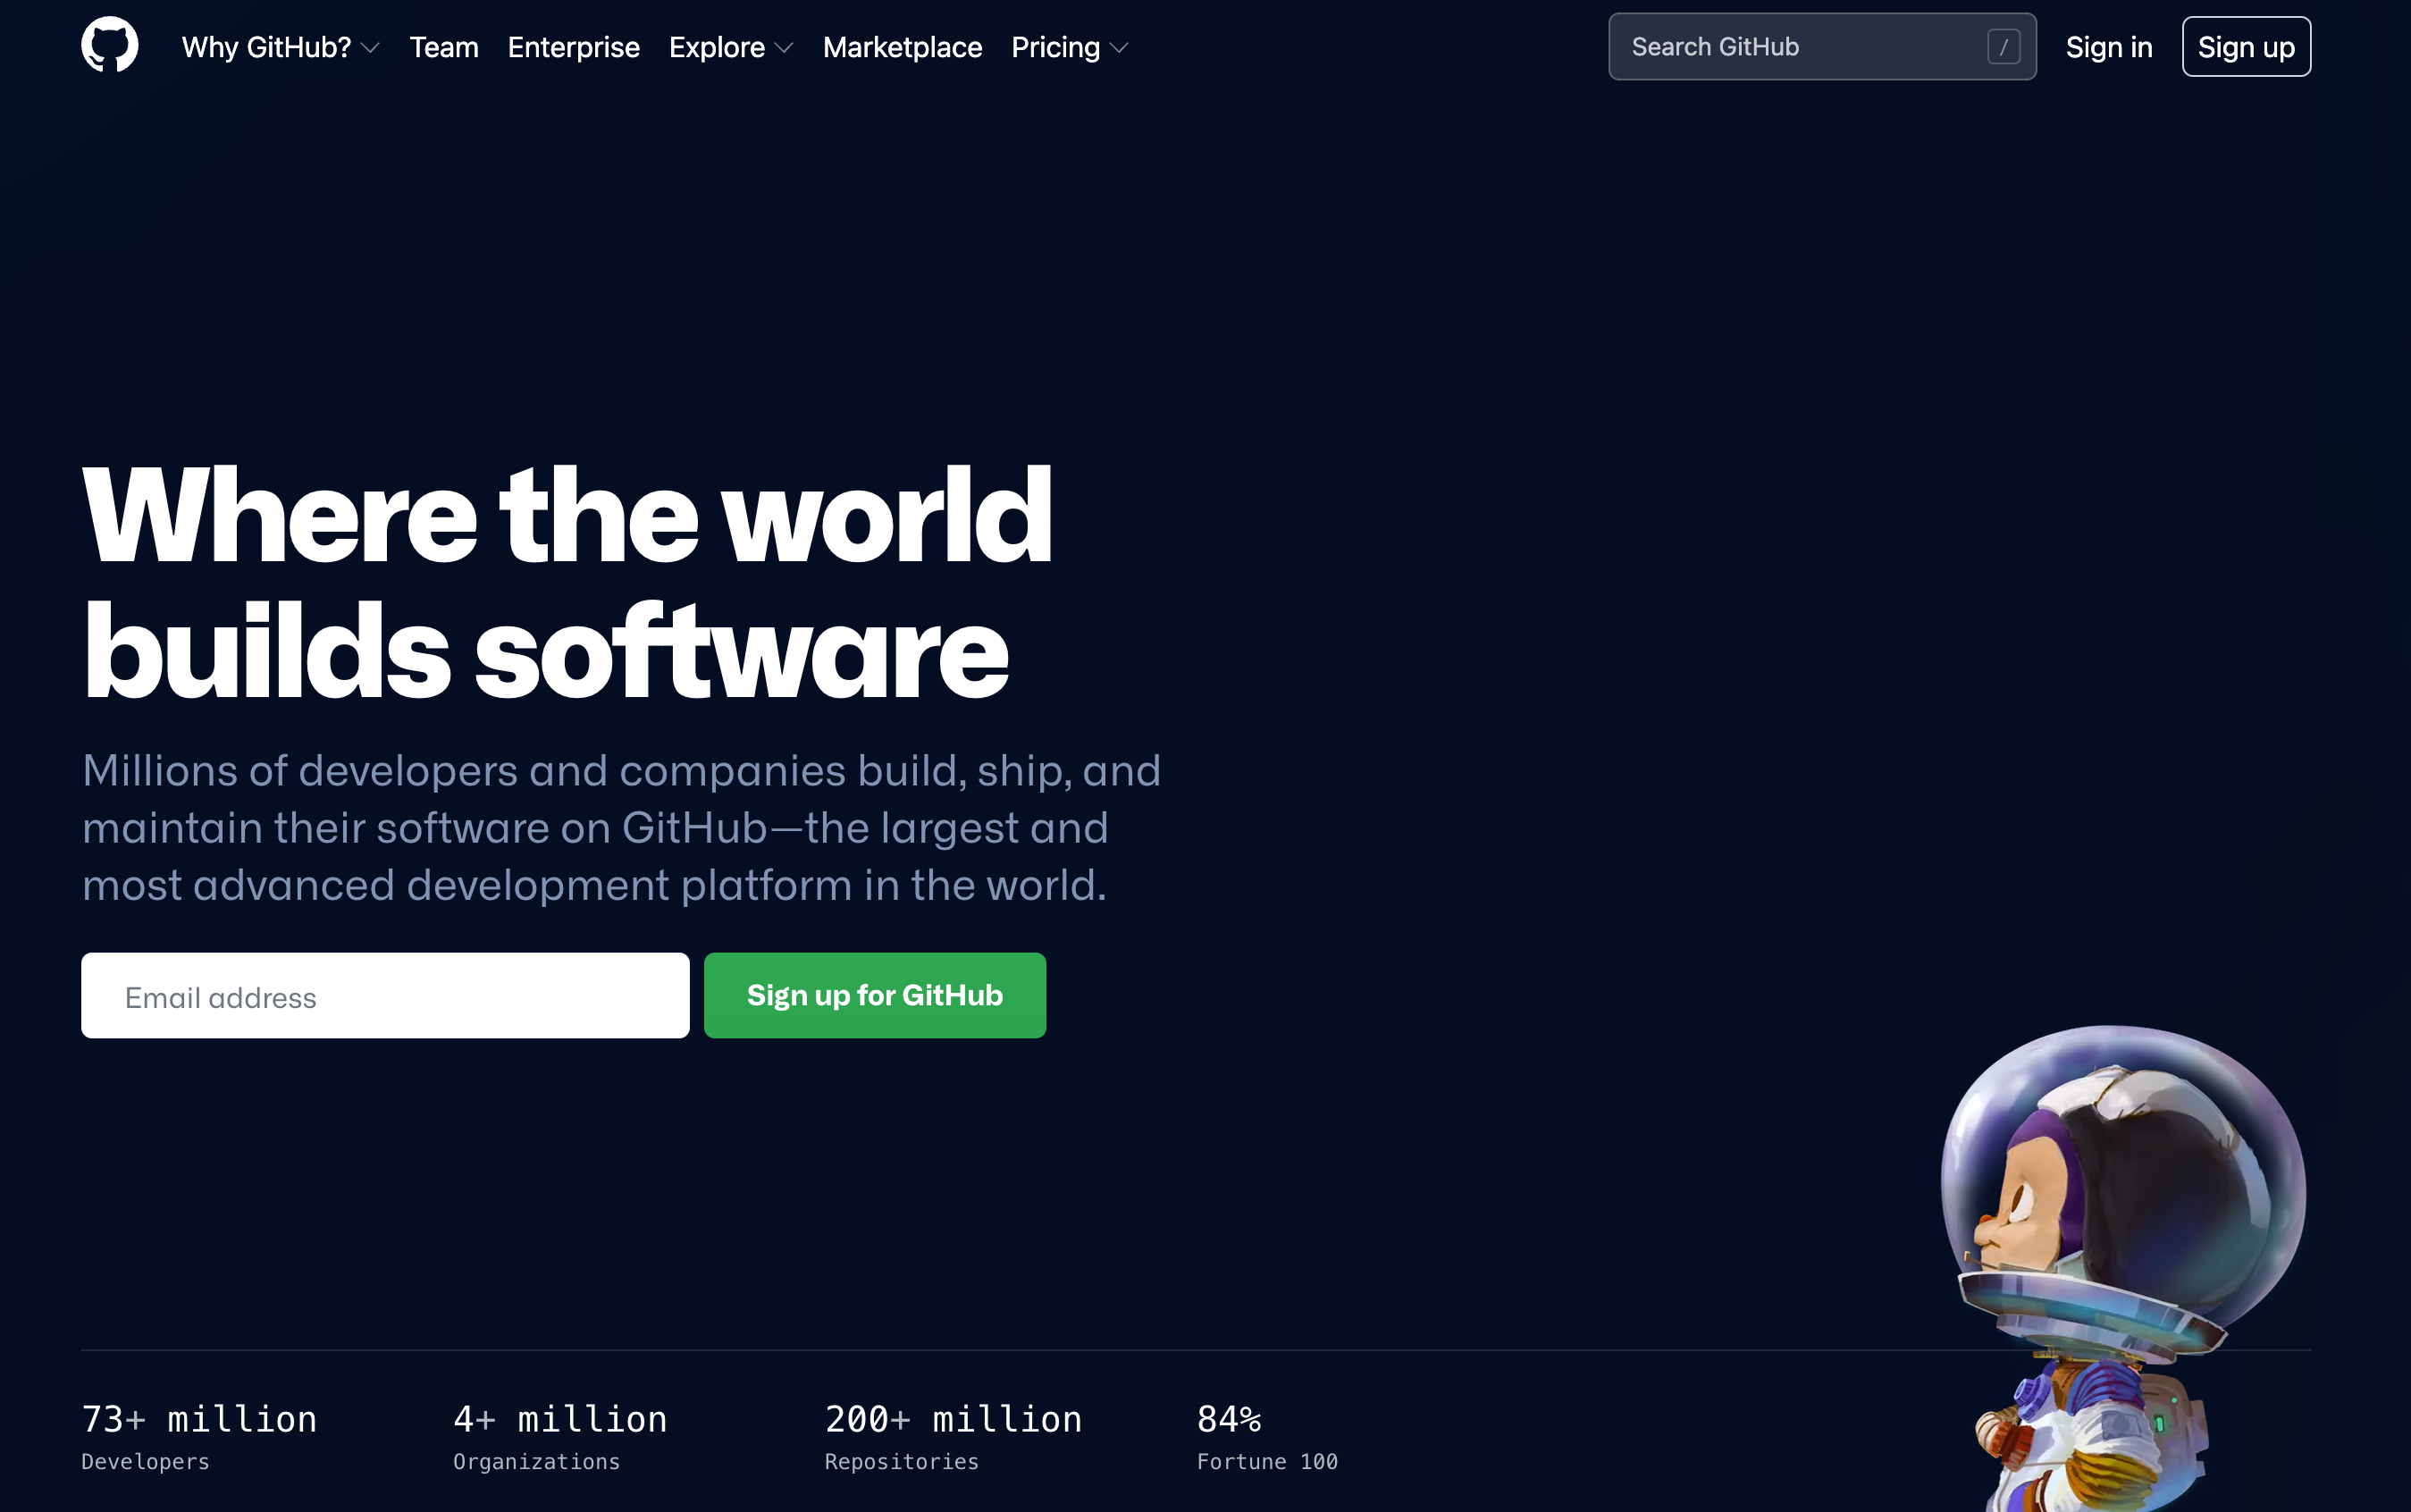 Why GitHub? Team Enterprise Explore Marketplace Pricing Search GitHub / Sign in Sign up
Where the world
builds software
Millions of developers and companies build, ship, and
maintain their software on GitHub—the largest and
most advanced development platform in the world.
Email address Sign up for GitHub
73+ million 4+ million 200+ million 84%
Developers Organizations Repositories Fortune 100